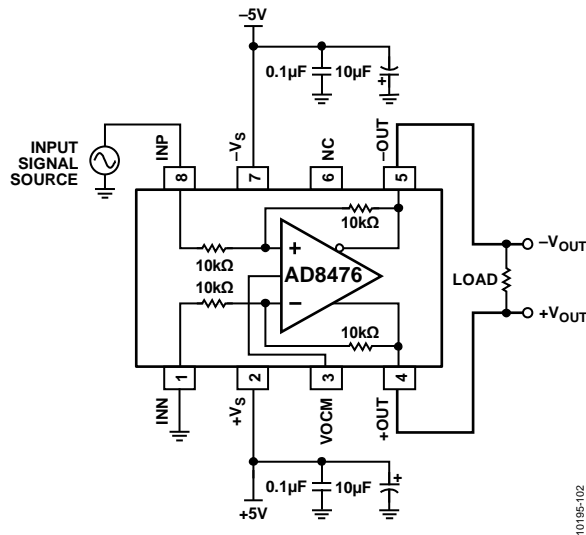 –5V
0.1µF
10µF
+
INPUT
SIGNAL
SOURCE
INP
–VS
NC
–OUT
8
7
6
5
10kΩ
10kΩ
10kΩ
+
AD8476
–
10kΩ
LOAD
–VOUT
+VOUT
1
2
3
4
INN
+VS
VOCM
+OUT
0.1µF
10µF
+
+5V
10195-102